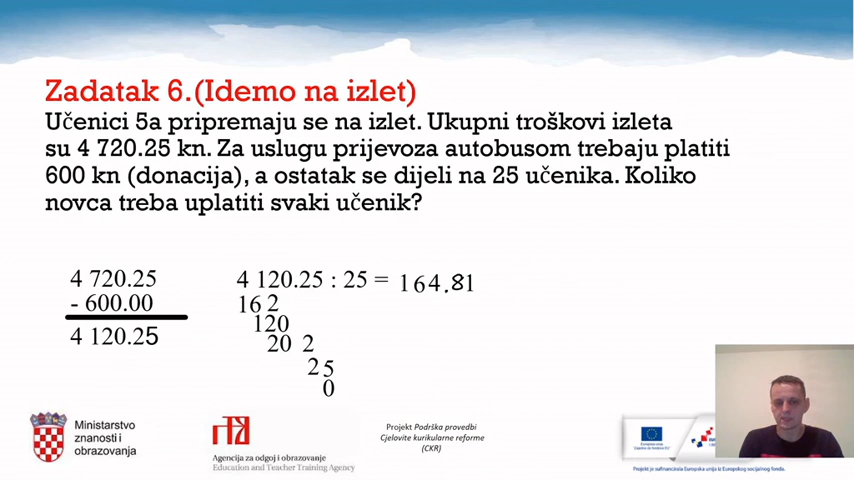 Zadatak 6.(Idemo na izlet)
Učenici 5a pripremaju se na izlet. Ukupni troškovi izleta
su 4 720.25 kn. Za uslugu prijevoza autobusom trebaju platiti
600 kn (donacija), a ostatak se dijeli na 25 učenika. Koliko
novca treba uplatiti svaki učenik?
4 720.25
- 600.00
4 120.25
4 120.25 : 25 = 164.81
16 2
120
20 2
25
0
Ministarstvo
znanosti i
obrazovanja
Agencija za odgoj i obrazovanje
Education and Teacher Training Agency
Projekt Podrška provedbi
Cjelovite kurikularne reforme
(CKR)
Projekt je sufinancirala Europska unija iz Europskog socijalnog fonda.